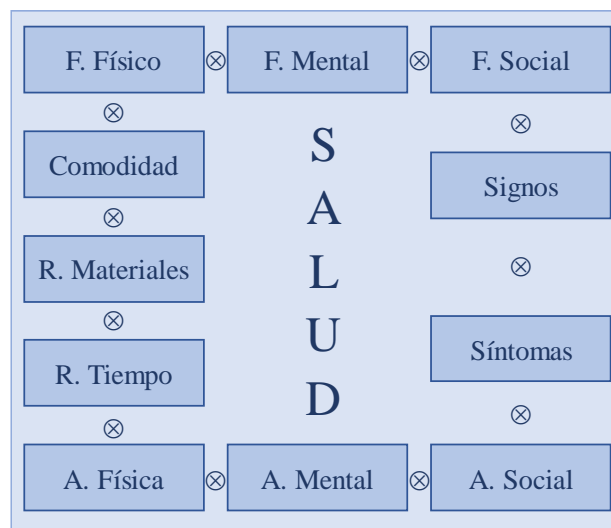 F. Físico ⊗ F. Mental ⊗ F. Social
⊗
⊗
Comodidad
Signos
⊗
R. Materiales
⊗
⊗
R. Tiempo
Síntomas
⊗
⊗
A. Física ⊗ A. Mental ⊗ A. Social
S
A
L
U
D